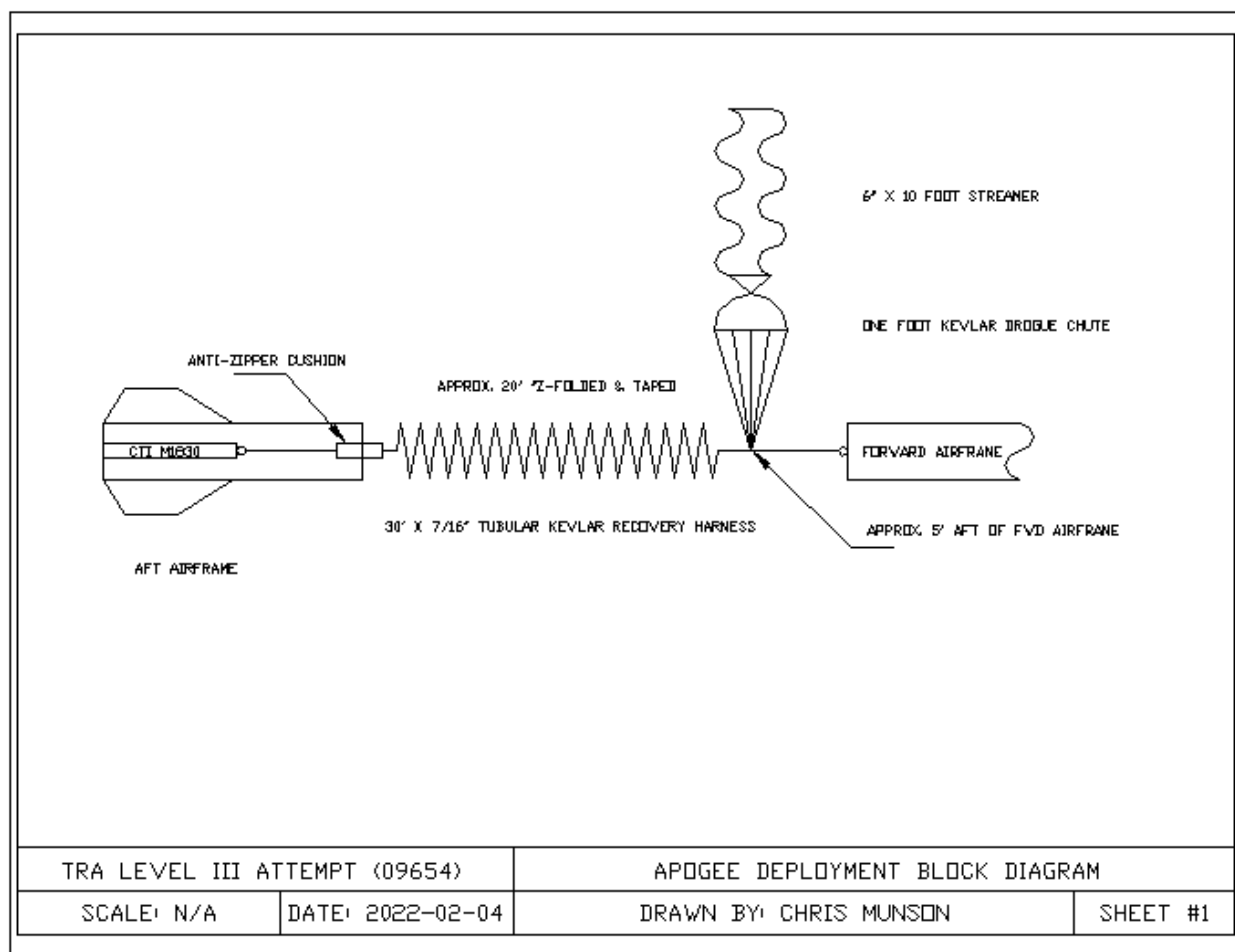 6" X 10 FOOT STREAMER
ONE FOOT KEVLAR DROGUE CHUTE
ANTI-ZIPPER CUSHION
APPROX. 20' "Z-FOLDED & TAPED
CTI M1830
FORWARD AIRFRANE
30' X 7/16" TUBULAR KEVLAR RECOVERY HARNESS
APPROX. 5' AFT OF FWD AIRFRANE
AFT AIRFRAME
TRA LEVEL III ATTEMPT (09654)
APOGEE DEPLOYMENT BLOCK DIAGRAM
SCALE: N/A
DATE: 2022-02-04
DRAWN BY: CHRIS MUNSON
SHEET #1